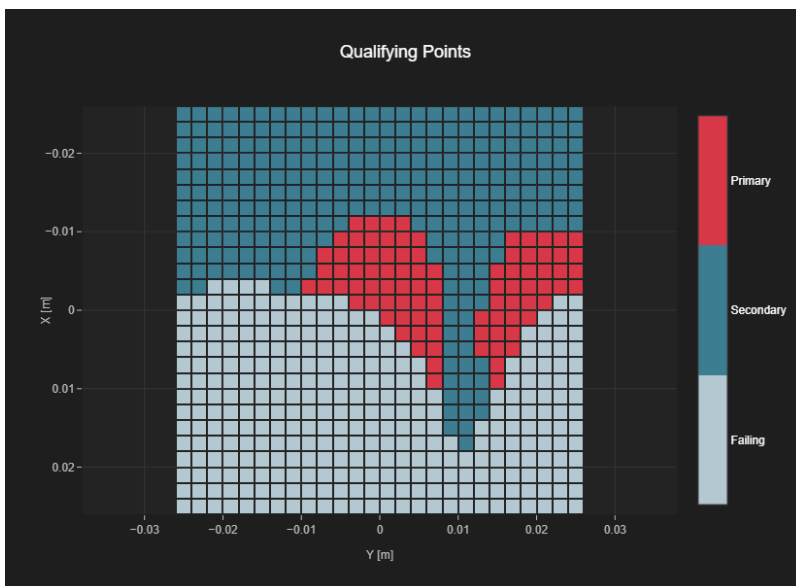 Qualifying Points
−0.02
−0.01
0
0.01
0.02
X [m]
−0.03
−0.02
−0.01
0
0.01
0.02
0.03
Y [m]
Primary
Secondary
Failing